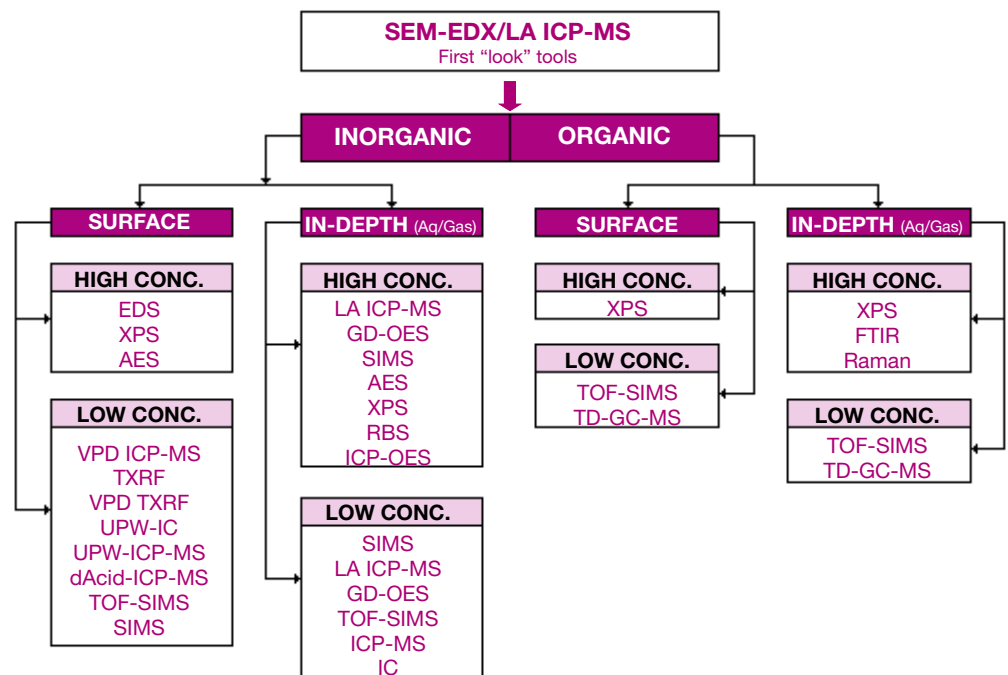 SEM-EDX/LA ICP-MS
First “look” tools
INORGANIC
ORGANIC
SURFACE
HIGH CONC.
EDS
XPS
AES
LOW CONC.
VPD ICP-MS
TXRF
VPD TXRF
UPW-IC
UPW-ICP-MS
dAcid-ICP-MS
TOF-SIMS
SIMS
IN-DEPTH (Aq/Gas)
HIGH CONC.
LA ICP-MS
GD-OES
SIMS
AES
XPS
RBS
ICP-OES
LOW CONC.
SIMS
LA ICP-MS
GD-OES
TOF-SIMS
ICP-MS
IC
SURFACE
HIGH CONC.
XPS
LOW CONC.
TOF-SIMS
TD-GC-MS
IN-DEPTH (Aq/Gas)
HIGH CONC.
XPS
FTIR
Raman
LOW CONC.
TOF-SIMS
TD-GC-MS